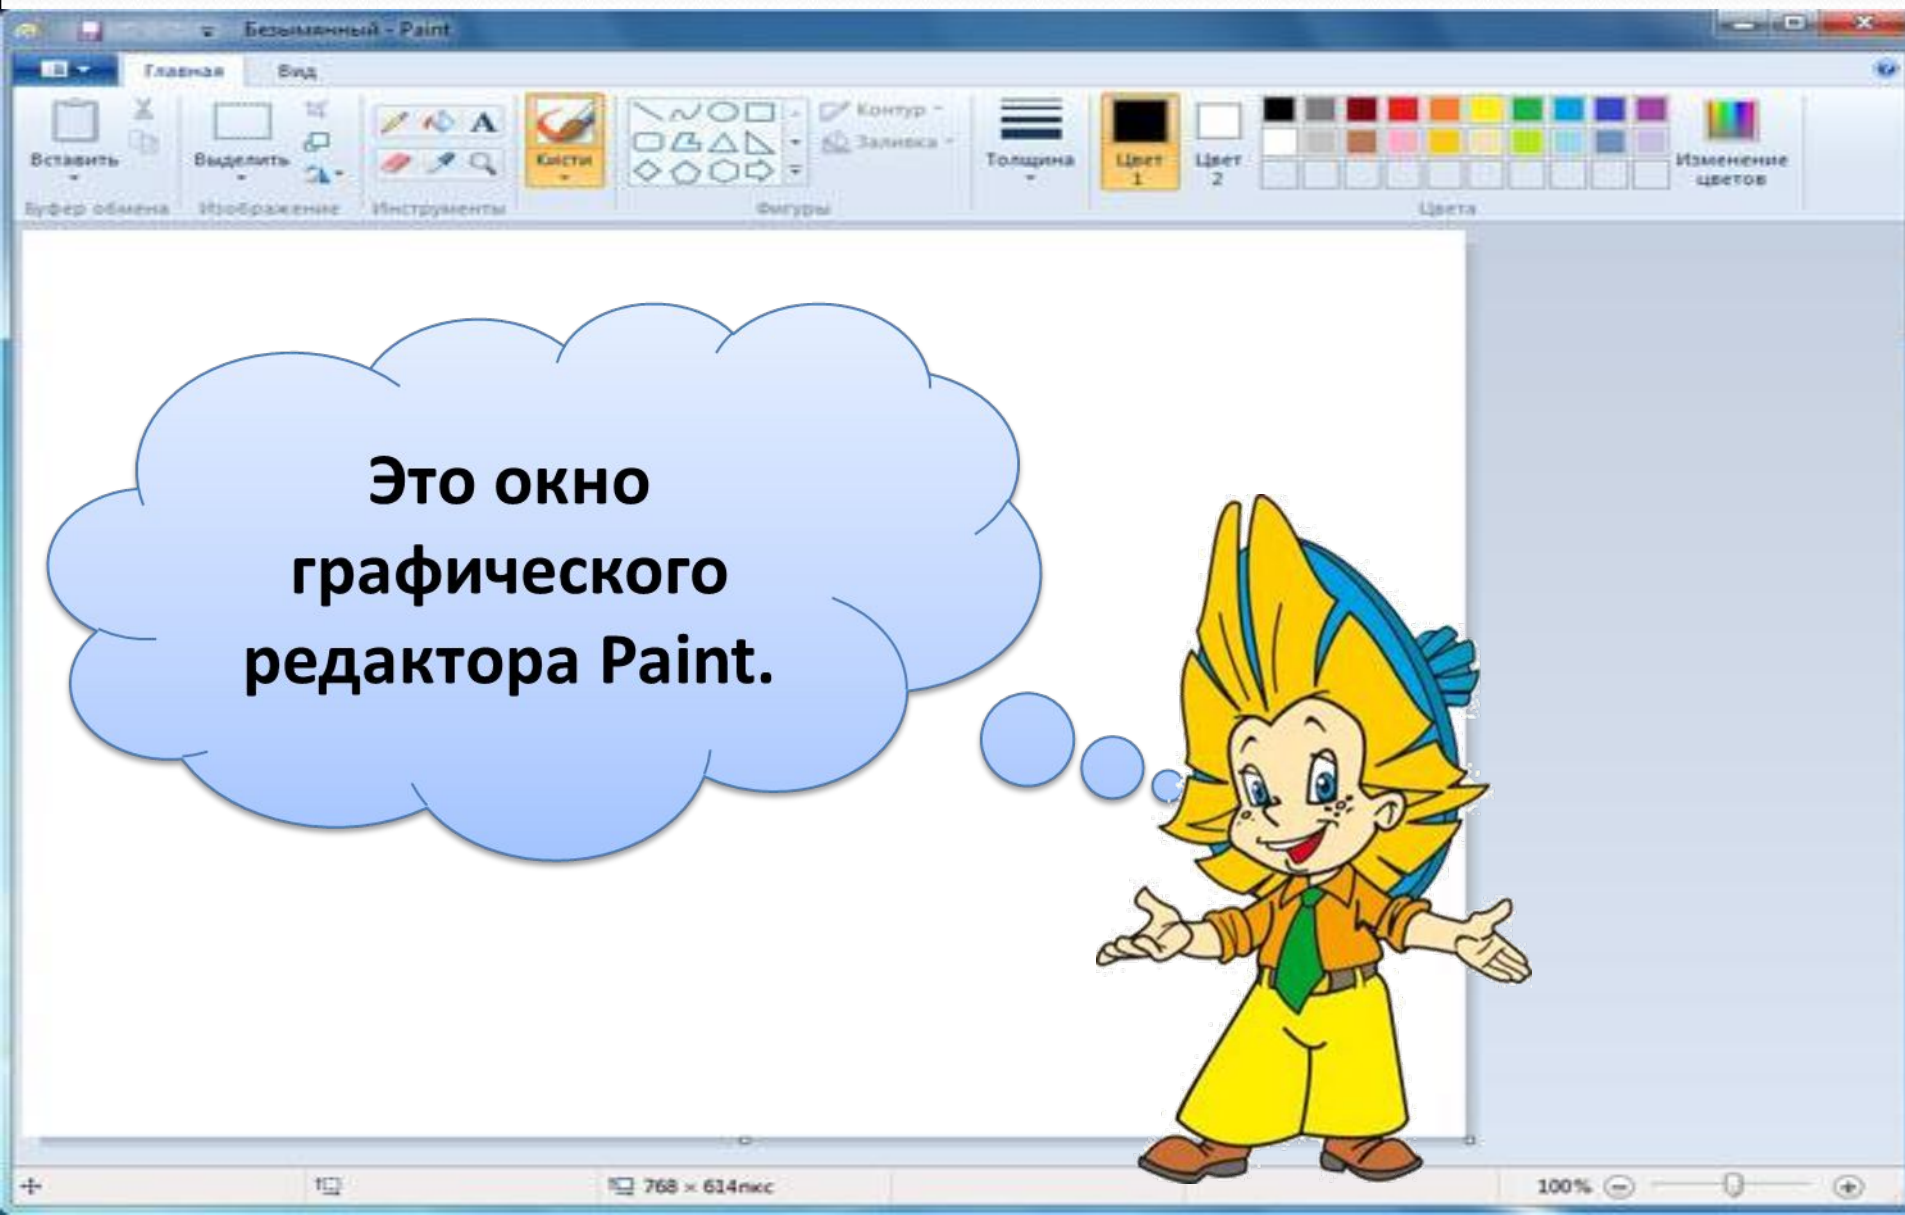 Безымянный - Paint
Главная Вид
Вставить
Выделить
A
Кисти
Контур
Заливка
Толщина
Цвет 1
Цвет 2
Изменение цветов
Буфер обмена Изображение Инструменты Фигуры Цвета
Это окно
графического
редактора Paint.
768 × 614пкс
100%